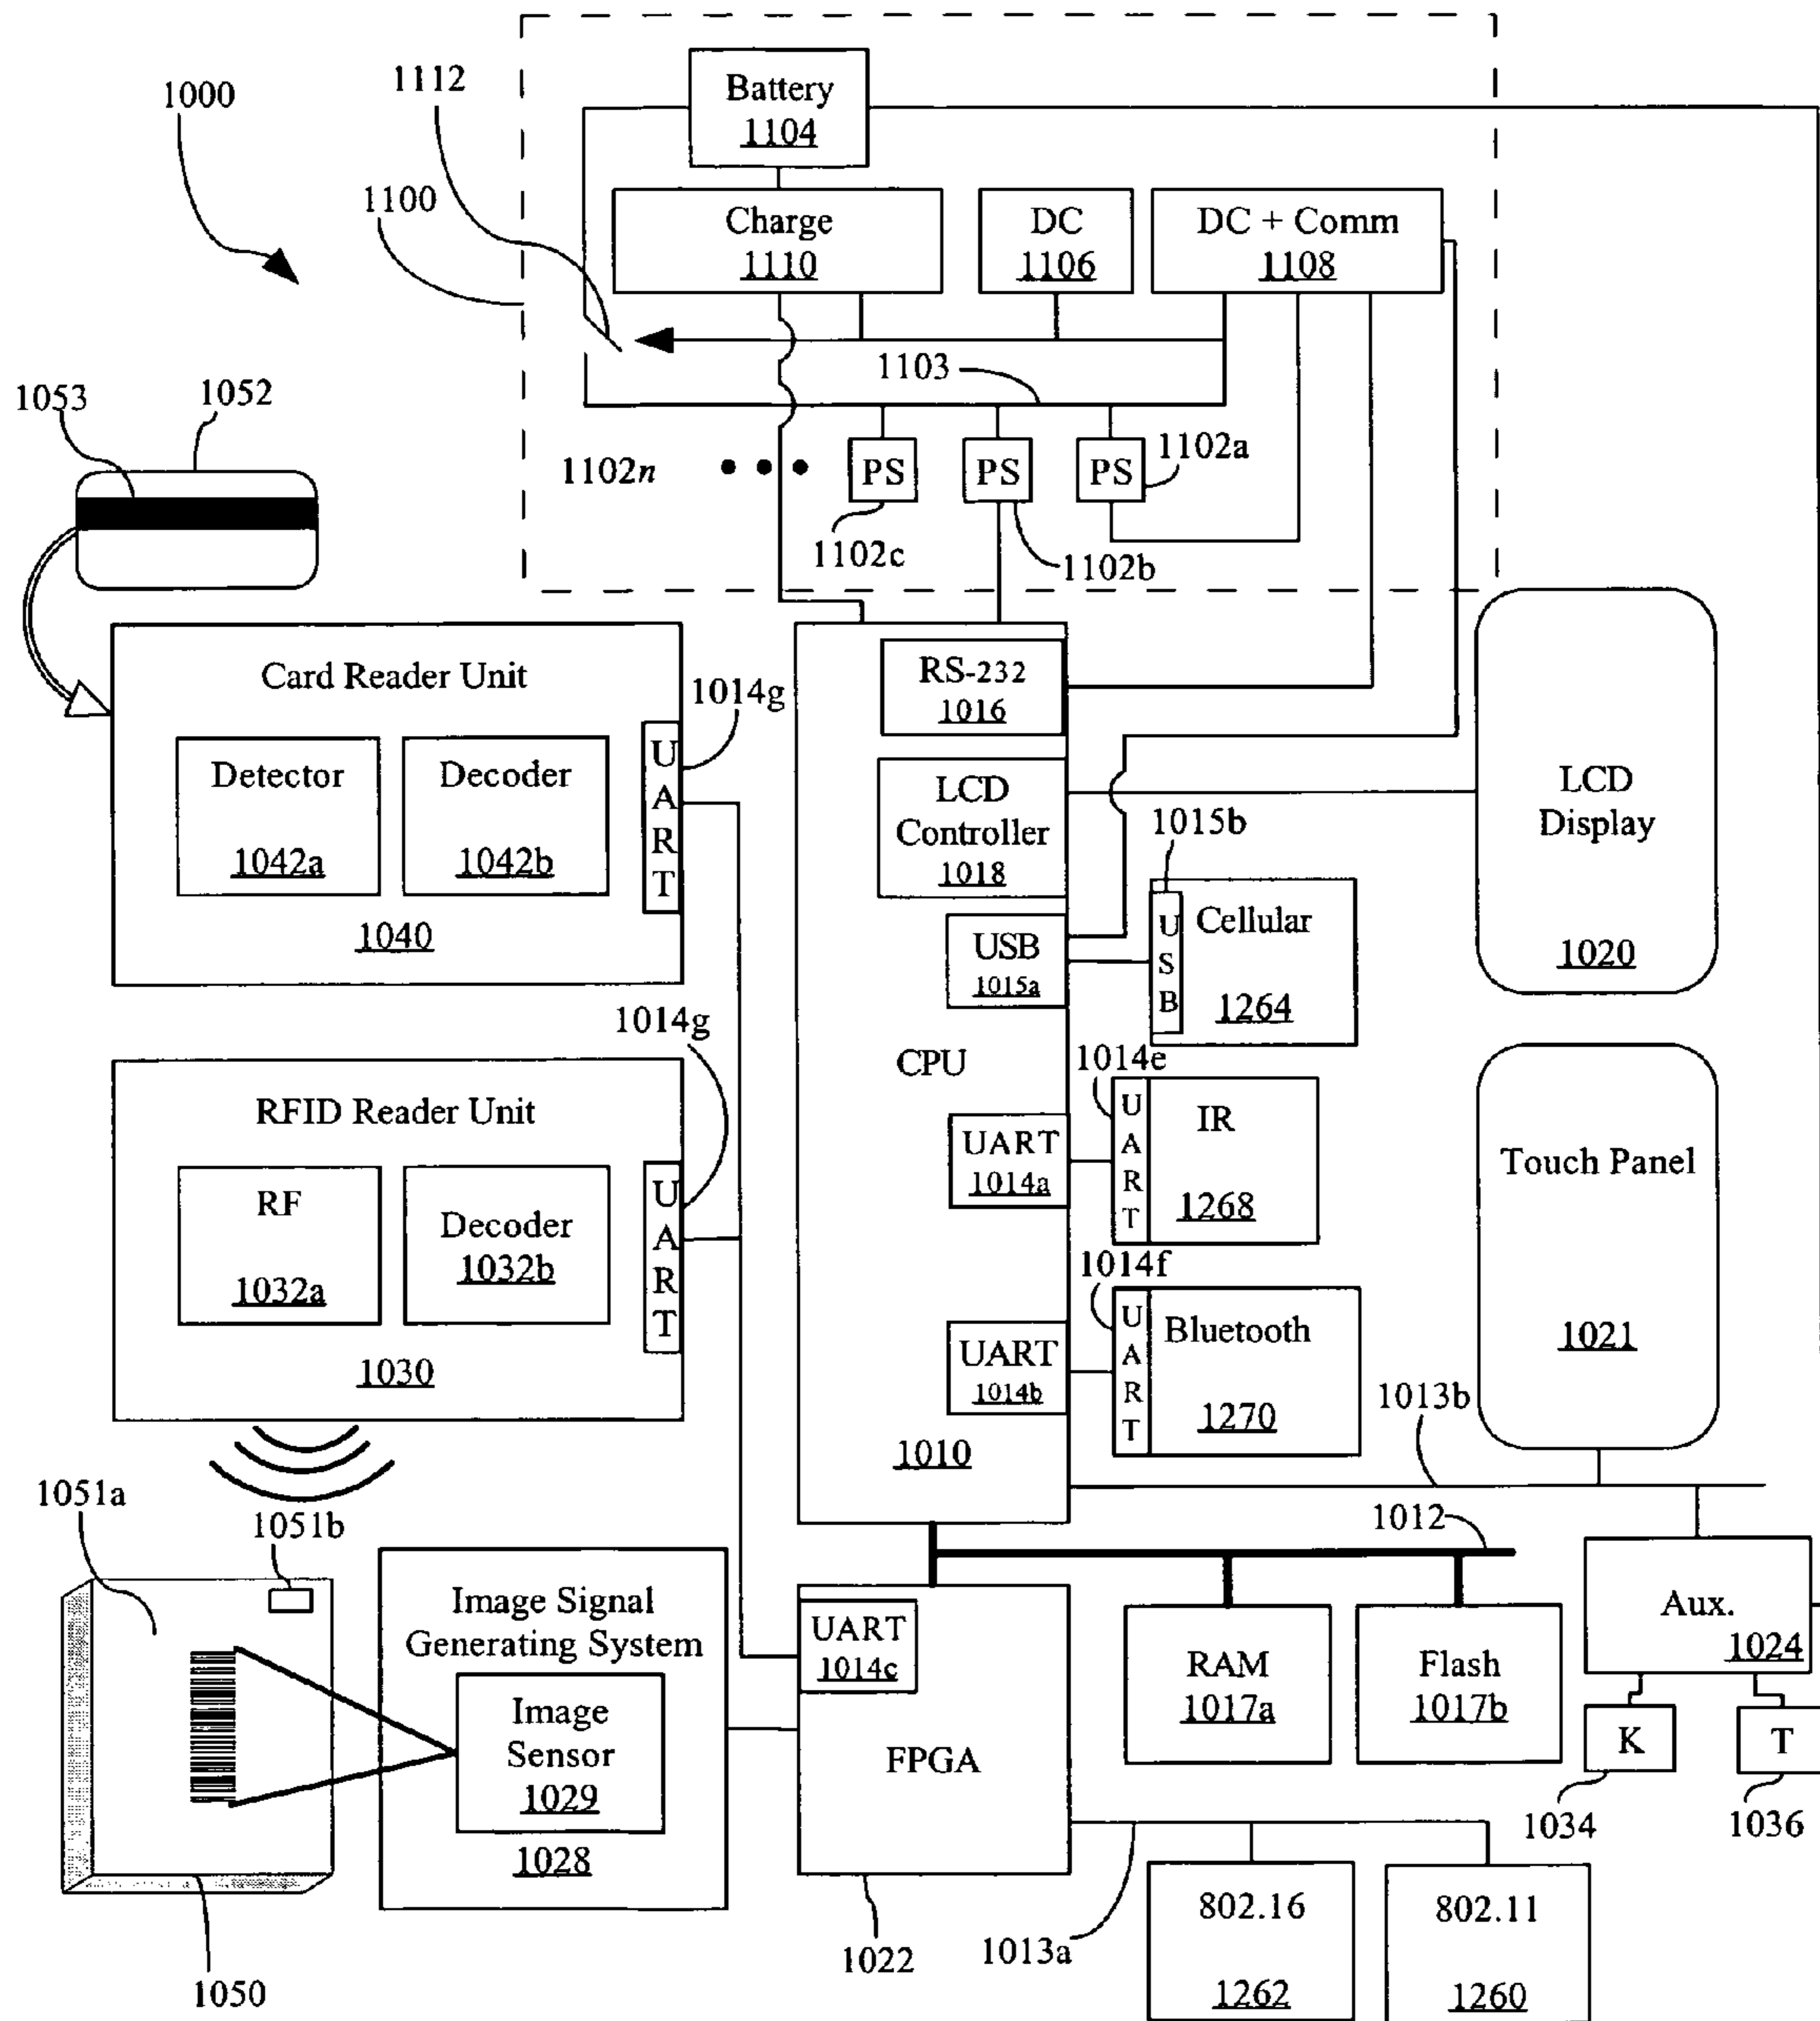 1000
1112
Battery
1104
1100
Charge
1110
DC
1106
DC + Comm
1108
1103
1053
1052
1102n
PS
PS
PS
1102a
1102c
1102b
Card Reader Unit
Detector
1042a
Decoder
1042b
UART
1014g
1040
RS-232
1016
LCD
Controller
1018
LCD
Display
1020
1015b
USB
1015a
USB
Cellular
1264
1014g
CPU
1014e
RFID Reader Unit
RF
1032a
Decoder
1032b
UART
1030
UART
1014a
UART
IR
1268
Touch Panel
1021
1014f
UART
1014b
UART
Bluetooth
1270
1013b
1010
1051a
1051b
1012
Image Signal
Generating System
Image
Sensor
1029
1028
UART
1014c
FPGA
RAM
1017a
Flash
1017b
Aux.
1024
K
T
1034
1036
1050
1022
1013a
802.16
1262
802.11
1260